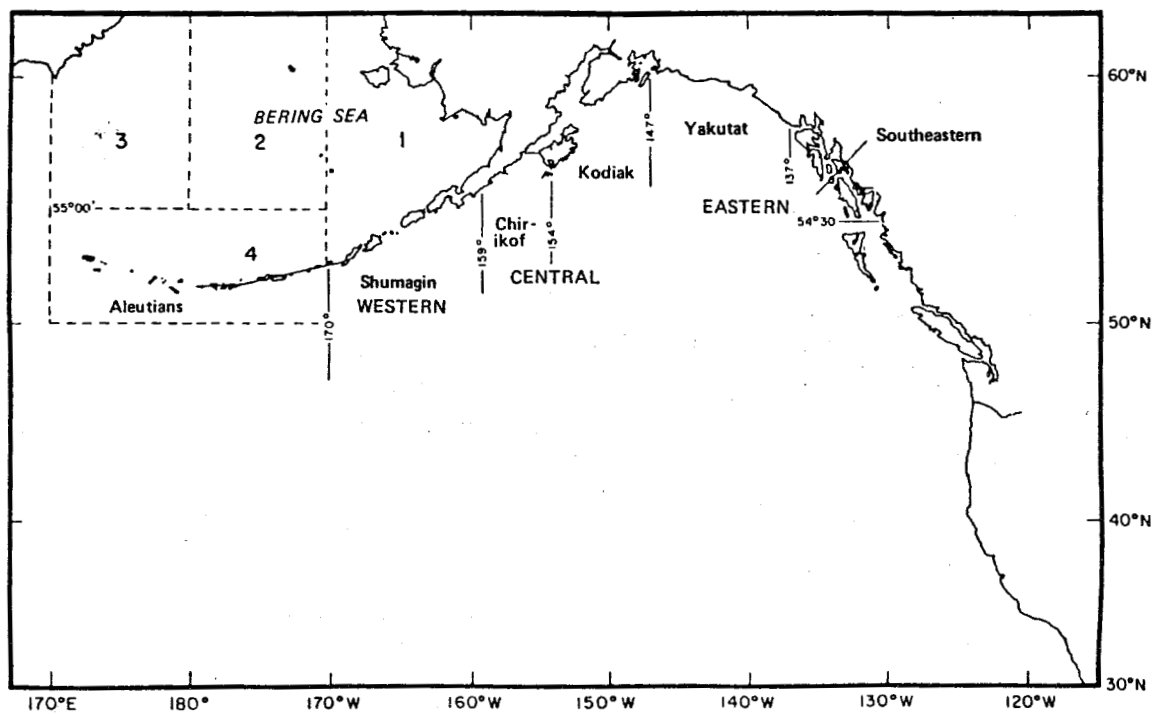 60°N
BERING SEA
3
2
1
147°
Yakutat
Southeastern
137°
Kodiak
EASTERN
55°00'
54°30
Chir-
ikof
154°
159°
CENTRAL
4
Shumagin
WESTERN
Aleutians
170°
50°N
40°N
30°N
170°E
180°
170°W
160°W
150°W
140°W
130°W
120°W